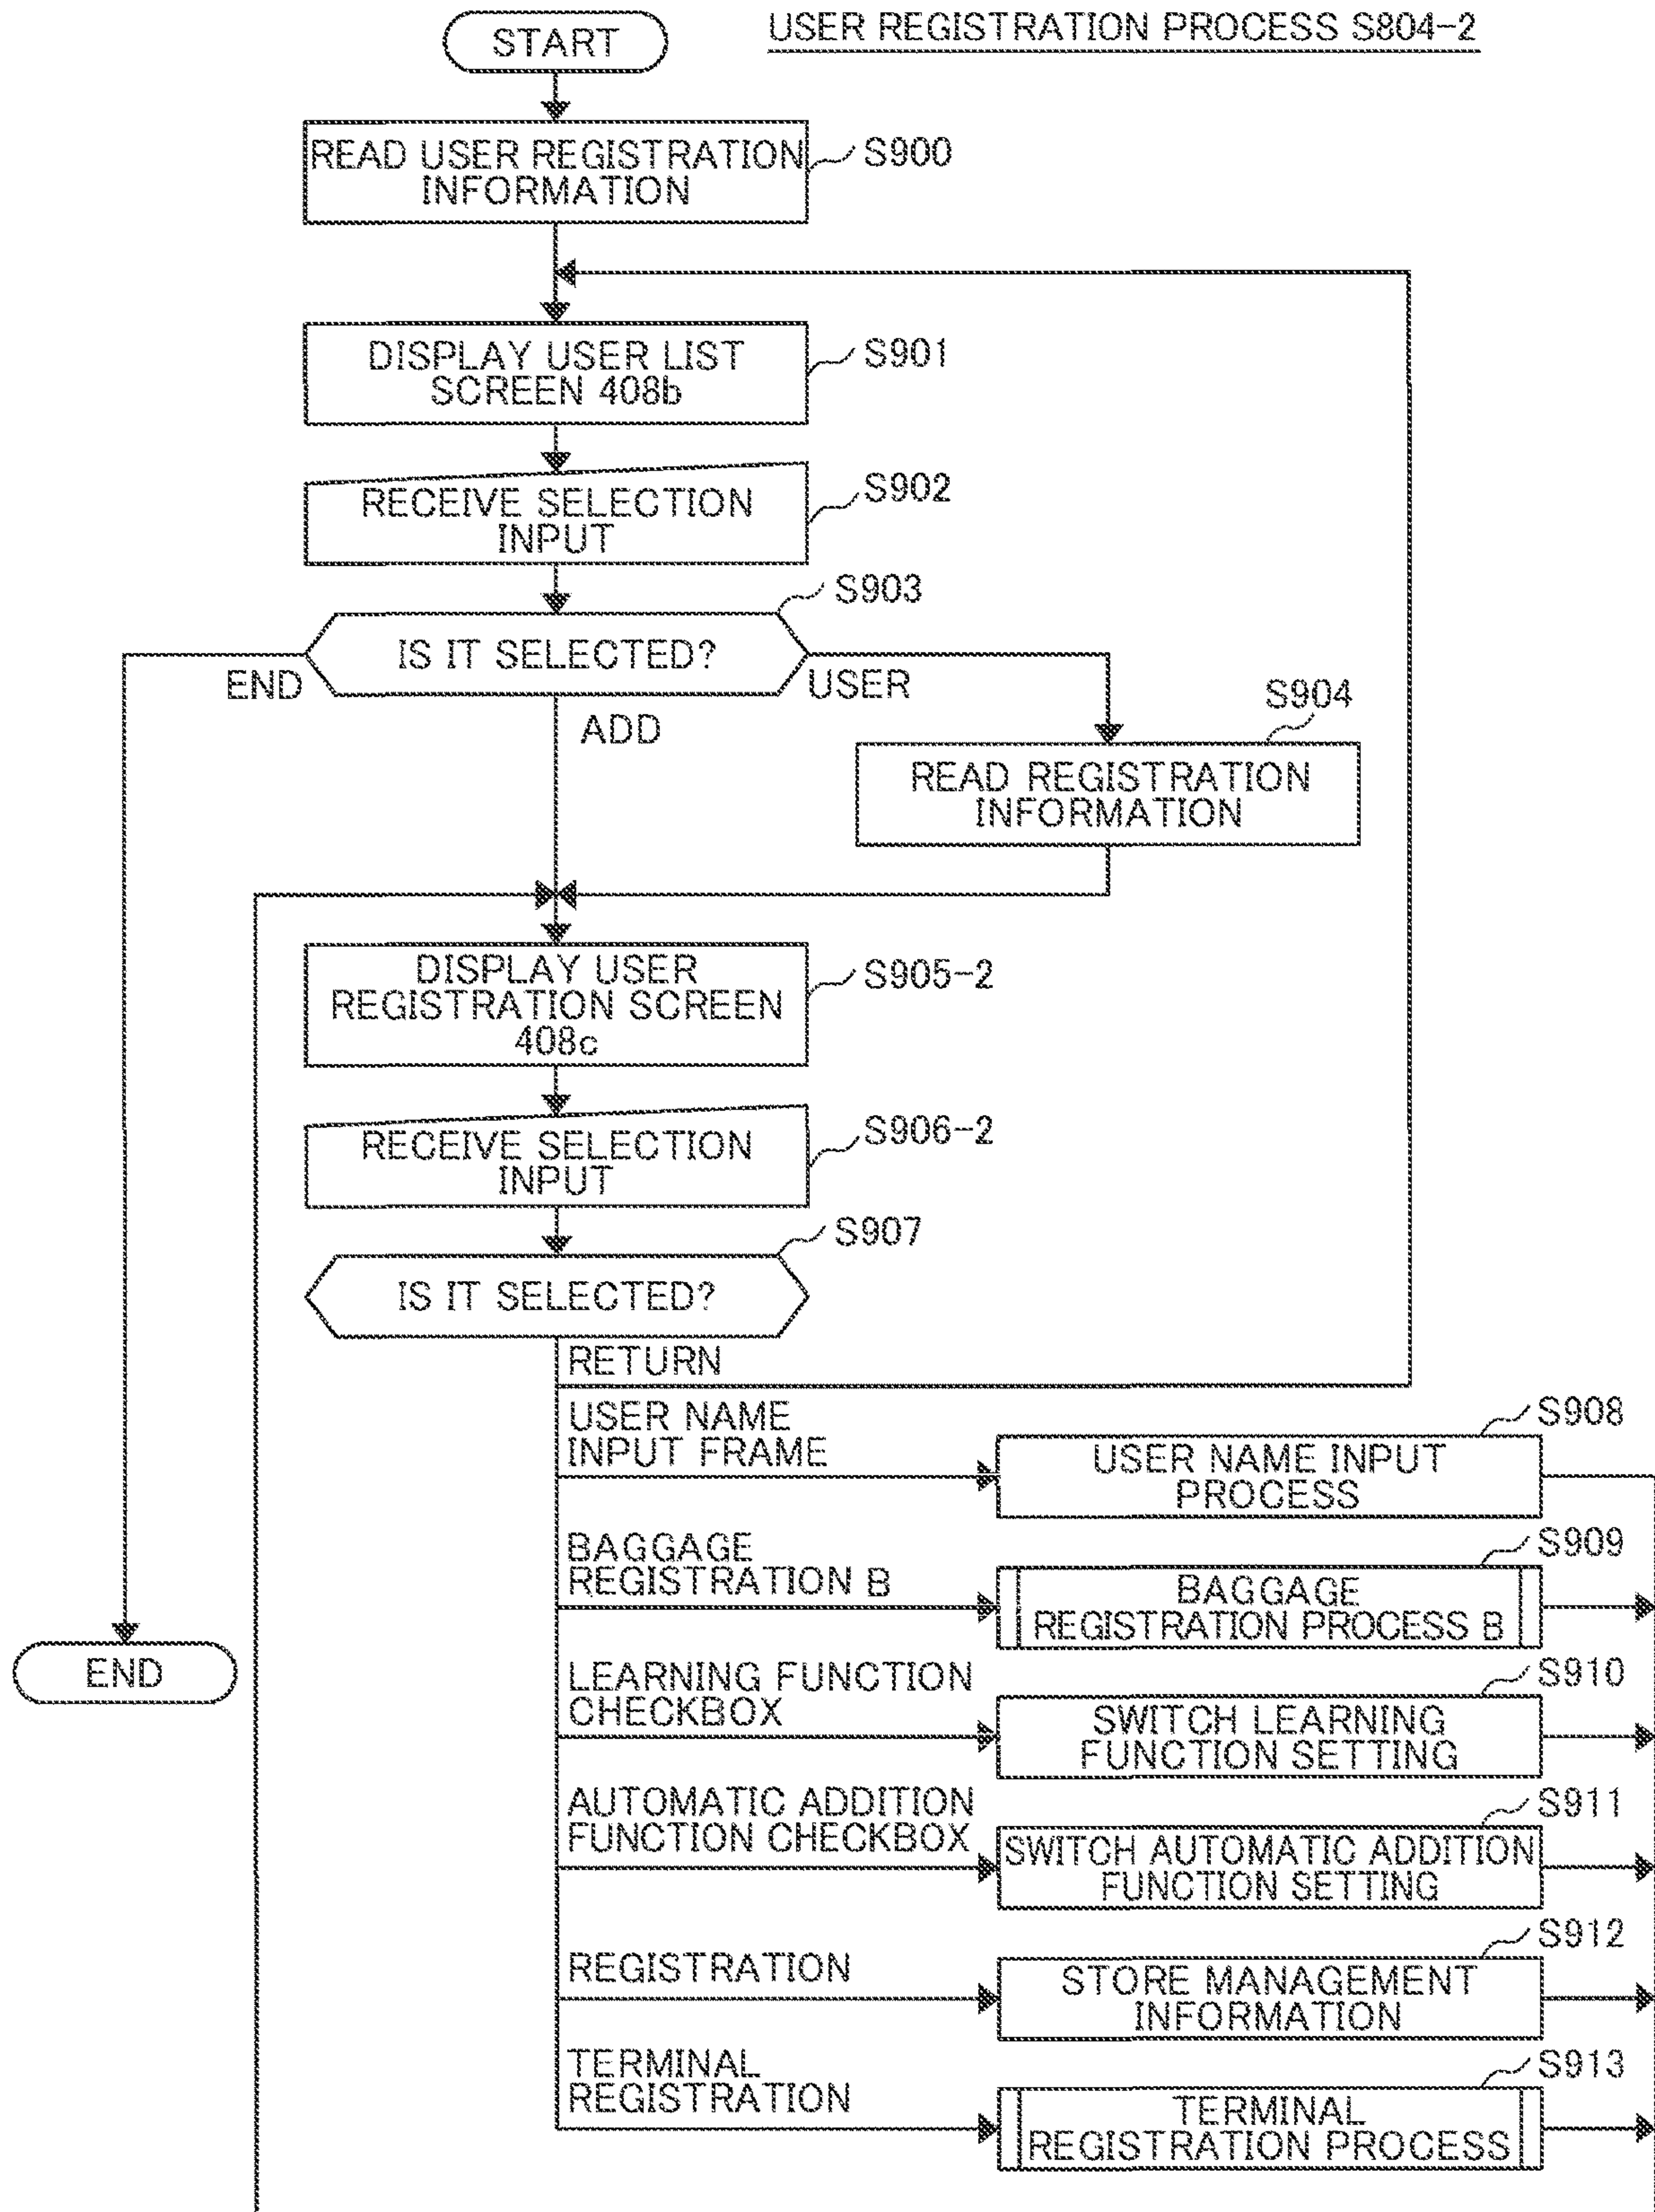 USER REGISTRATION PROCESS S804-2
START
READ USER REGISTRATION
INFORMATION
S900
DISPLAY USER LIST
SCREEN 408b
S901
RECEIVE SELECTION
INPUT
S902
S903
IS IT SELECTED?
END
USER
ADD
S904
READ REGISTRATION
INFORMATION
DISPLAY USER
REGISTRATION SCREEN
408c
S905-2
RECEIVE SELECTION
INPUT
S906-2
S907
IS IT SELECTED?
RETURN
USER NAME
INPUT FRAME
S908
USER NAME INPUT
PROCESS
BAGGAGE
REGISTRATION B
S909
BAGGAGE
REGISTRATION PROCESS B
END
LEARNING FUNCTION
CHECKBOX
S910
SWITCH LEARNING
FUNCTION SETTING
AUTOMATIC ADDITION
FUNCTION CHECKBOX
S911
SWITCH AUTOMATIC ADDITION
FUNCTION SETTING
REGISTRATION
S912
STORE MANAGEMENT
INFORMATION
TERMINAL
REGISTRATION
S913
TERMINAL
REGISTRATION PROCESS